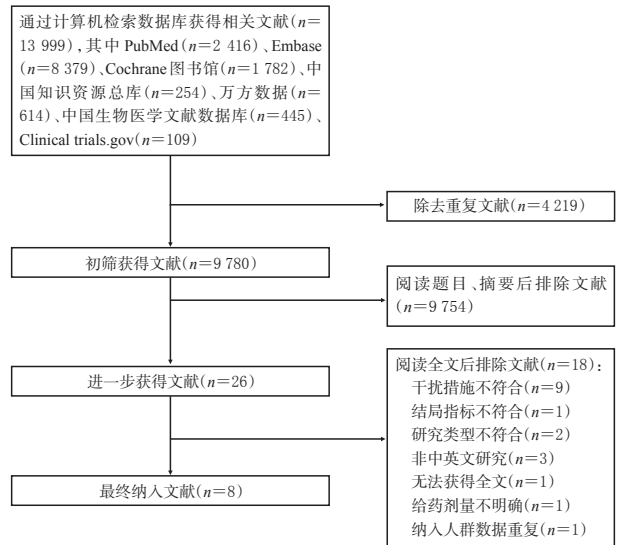 通过计算机检索数据库获得相关文献(n=
13 999),其中 PubMed(n=2 416)、Embase
(n=8 379)、Cochrane 图书馆(n=1 782)、中
国知识资源总库(n=254)、万方数据(n=
614)、中国生物医学文献数据库(n=445)、
Clinical trials.gov(n=109)
除去重复文献(n=4 219)
初筛获得文献(n=9 780)
阅读题目、摘要后排除文献
(n=9 754)
进一步获得文献(n=26)
阅读全文后排除文献(n=18):
干扰措施不符合(n=9)
结局指标不符合(n=1)
研究类型不符合(n=2)
非中英文研究(n=3)
无法获得全文(n=1)
给药剂量不明确(n=1)
纳入人群数据重复(n=1)
最终纳入文献(n=8)